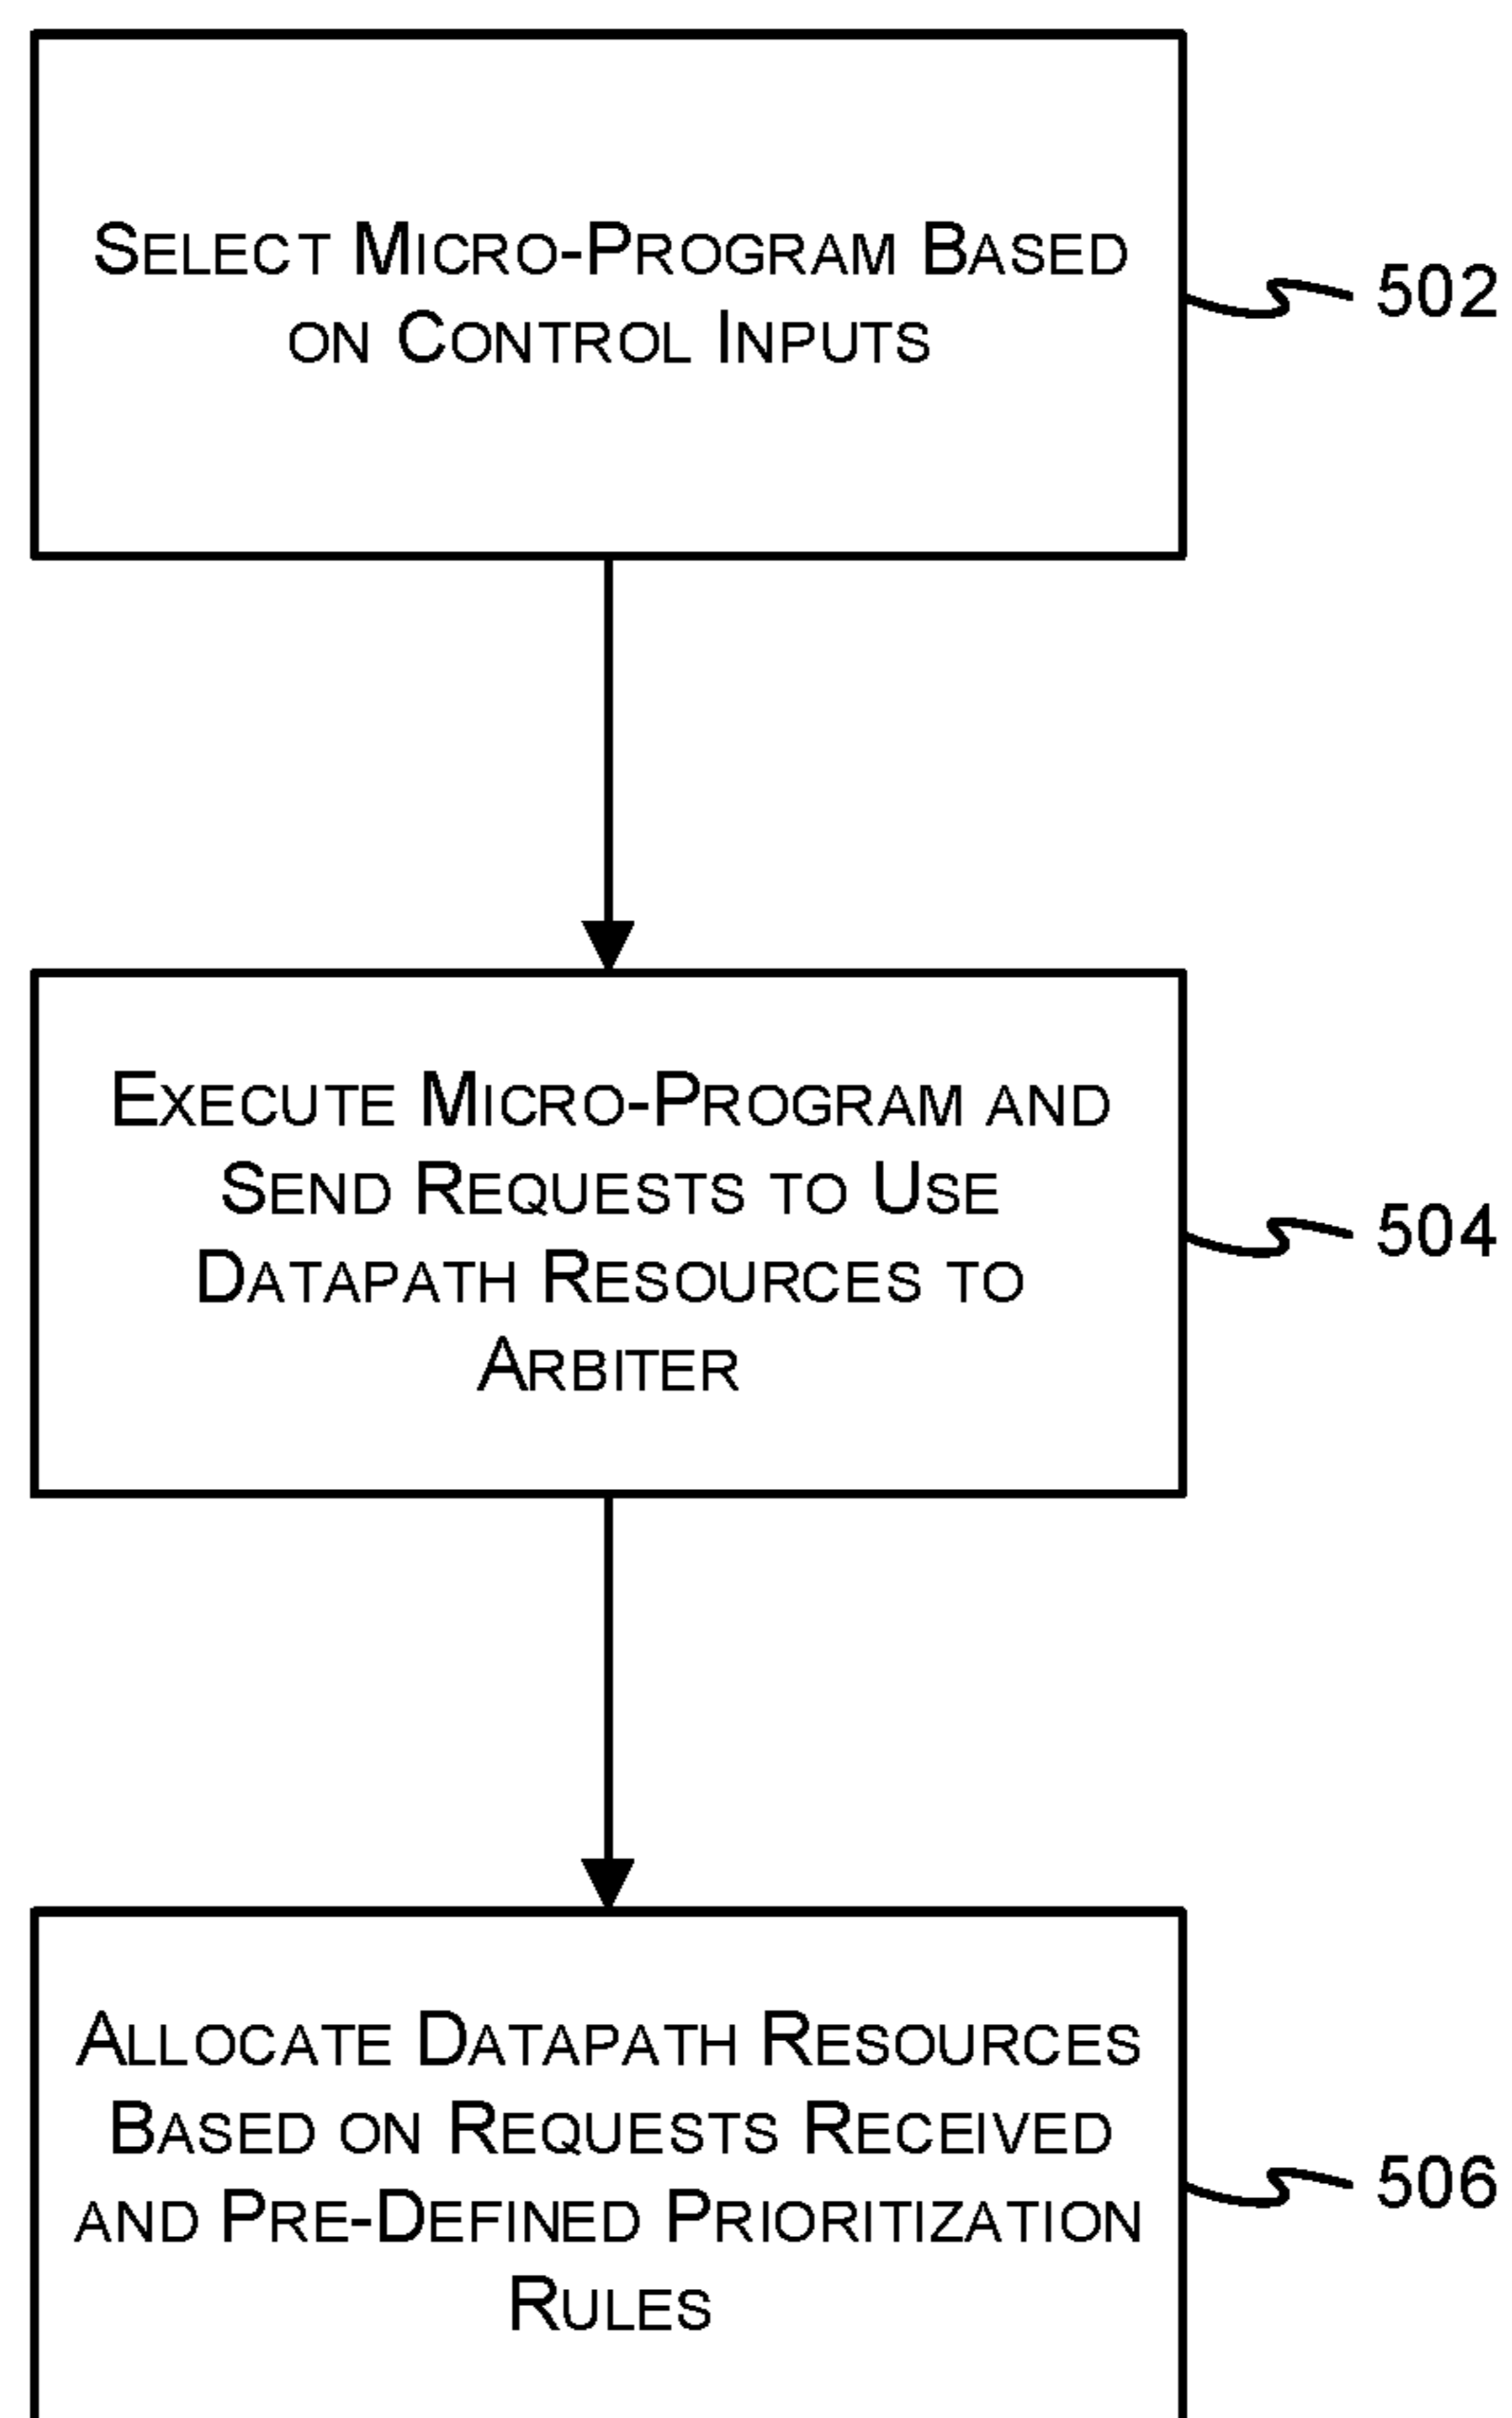 Select Micro-Program Based
on Control Inputs
502
Execute Micro-Program and
Send Requests to Use
Datapath Resources to
Arbiter
504
Allocate Datapath Resources
Based on Requests Received
and Pre-Defined Prioritization
Rules
506